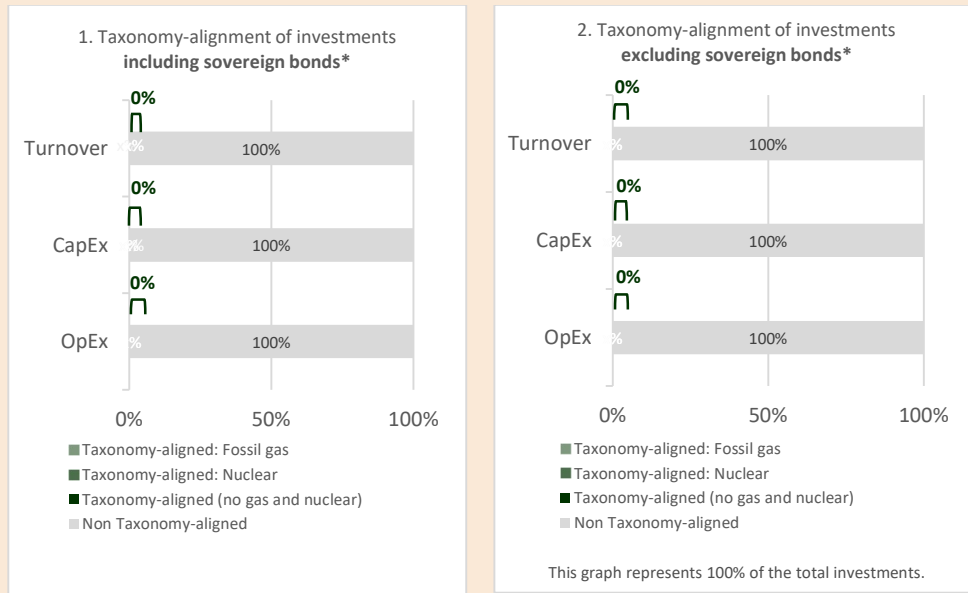 1. Taxonomy-alignment of investments
including sovereign bonds*
0%
Turnover
100%
0%
CapEx
100%
0%
OpEx
100%
0% 50% 100%
Taxonomy-aligned: Fossil gas
Taxonomy-aligned: Nuclear
Taxonomy-aligned (no gas and nuclear)
Non Taxonomy-aligned
2. Taxonomy-alignment of investments
excluding sovereign bonds*
0%
Turnover
%
100%
0%
CapEx
%
100%
0%
OpEx
%
100%
0% 50% 100%
Taxonomy-aligned: Fossil gas
Taxonomy-aligned: Nuclear
Taxonomy-aligned (no gas and nuclear)
Non Taxonomy-aligned
This graph represents 100% of the total investments.